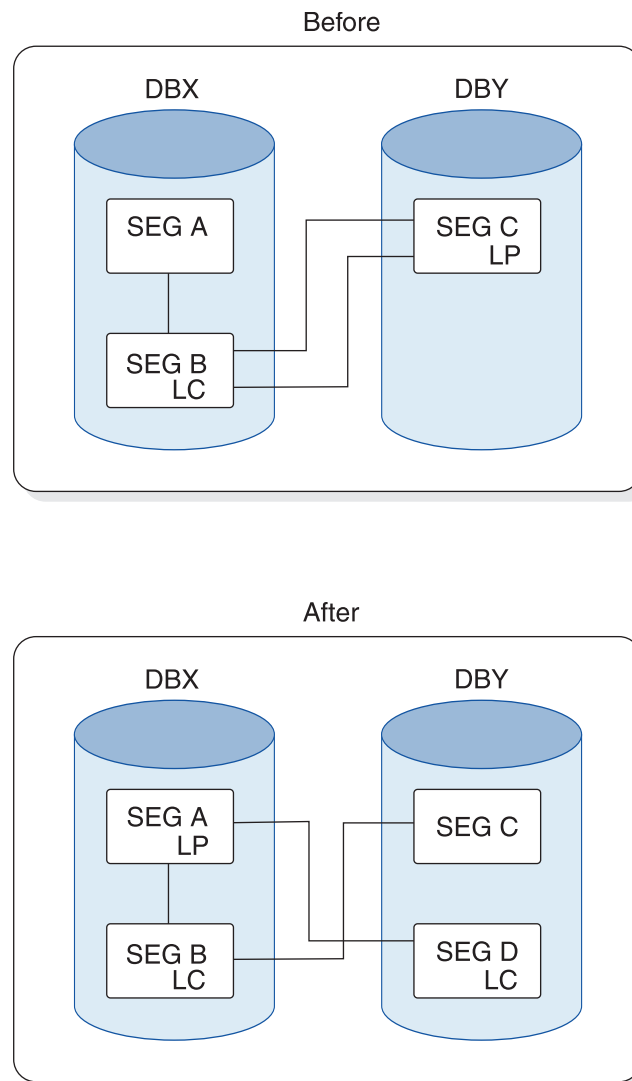 Before
DBX
DBY
SEG A
SEG C
LP
SEG B
LC
After
DBX
DBY
SEG A
LP
SEG C
SEG B
LC
SEG D
LC